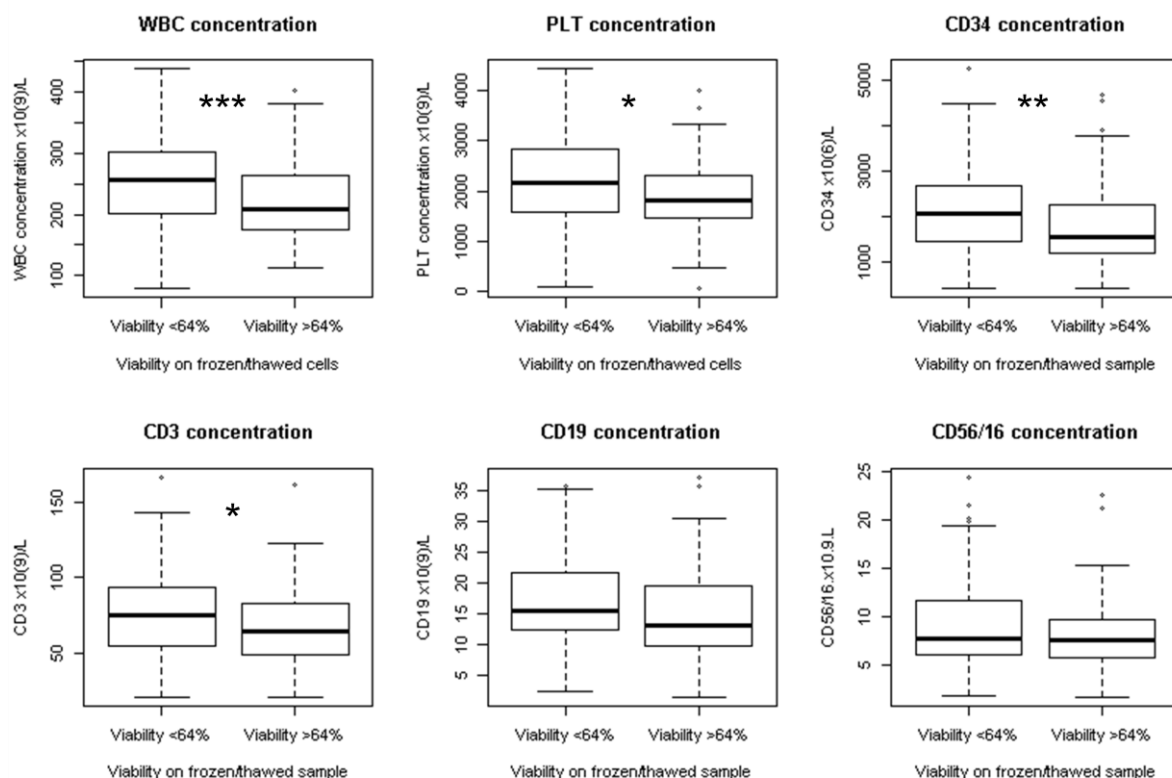 WBC concentration
PLT concentration
CD34 concentration
WBC concentration x10(9)/L
100
200
300
400
***
Viability <64%
Viability >64%
Viability on frozen/thawed cells
PLT concentration x10(9)/L
0
1000
2000
3000
4000
*
Viability <64%
Viability >64%
Viability on frozen/thawed cells
CD34 x10(6)/L
1000
3000
5000
**
Viability <64%
Viability >64%
Viability on frozen/thawed sample
CD3 concentration
CD19 concentration
CD56/16 concentration
CD3 x10(9)/L
50
100
150
*
Viability <64%
Viability >64%
Viability on frozen/thawed sample
CD19 x10(9)/L
5
10
15
20
25
30
35
Viability <64%
Viability >64%
Viability on frozen/thawed sample
CD56/16.x10.9.L
5
10
15
20
25
Viability <64%
Viability >64%
Viability on frozen/thawed sample